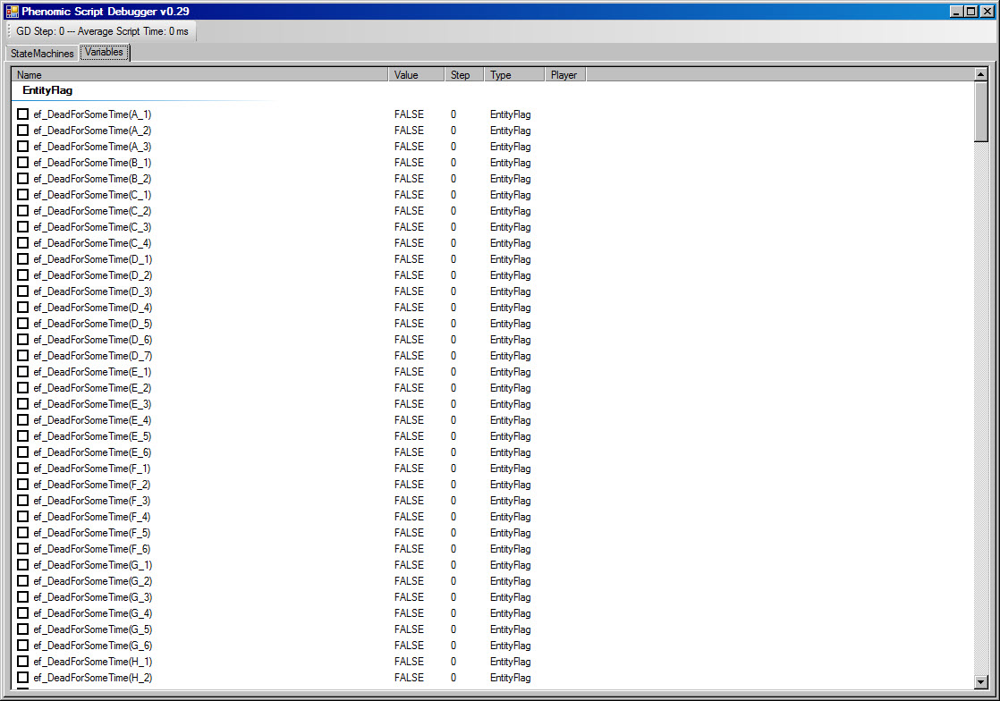 Phenomic Script Debugger v0.29
GD Step: 0 --- Average Script Time: 0 ms
StateMachines Variables
Name Value Step Type Player
EntityFlag
ef_DeadForSomeTime(A_1) FALSE 0 EntityFlag
ef_DeadForSomeTime(A_2) FALSE 0 EntityFlag
ef_DeadForSomeTime(A_3) FALSE 0 EntityFlag
ef_DeadForSomeTime(B_1) FALSE 0 EntityFlag
ef_DeadForSomeTime(B_2) FALSE 0 EntityFlag
ef_DeadForSomeTime(C_1) FALSE 0 EntityFlag
ef_DeadForSomeTime(C_2) FALSE 0 EntityFlag
ef_DeadForSomeTime(C_3) FALSE 0 EntityFlag
ef_DeadForSomeTime(C_4) FALSE 0 EntityFlag
ef_DeadForSomeTime(D_1) FALSE 0 EntityFlag
ef_DeadForSomeTime(D_2) FALSE 0 EntityFlag
ef_DeadForSomeTime(D_3) FALSE 0 EntityFlag
ef_DeadForSomeTime(D_4) FALSE 0 EntityFlag
ef_DeadForSomeTime(D_5) FALSE 0 EntityFlag
ef_DeadForSomeTime(D_6) FALSE 0 EntityFlag
ef_DeadForSomeTime(D_7) FALSE 0 EntityFlag
ef_DeadForSomeTime(E_1) FALSE 0 EntityFlag
ef_DeadForSomeTime(E_2) FALSE 0 EntityFlag
ef_DeadForSomeTime(E_3) FALSE 0 EntityFlag
ef_DeadForSomeTime(E_4) FALSE 0 EntityFlag
ef_DeadForSomeTime(E_5) FALSE 0 EntityFlag
ef_DeadForSomeTime(E_6) FALSE 0 EntityFlag
ef_DeadForSomeTime(F_1) FALSE 0 EntityFlag
ef_DeadForSomeTime(F_2) FALSE 0 EntityFlag
ef_DeadForSomeTime(F_3) FALSE 0 EntityFlag
ef_DeadForSomeTime(F_4) FALSE 0 EntityFlag
ef_DeadForSomeTime(F_5) FALSE 0 EntityFlag
ef_DeadForSomeTime(F_6) FALSE 0 EntityFlag
ef_DeadForSomeTime(G_1) FALSE 0 EntityFlag
ef_DeadForSomeTime(G_2) FALSE 0 EntityFlag
ef_DeadForSomeTime(G_3) FALSE 0 EntityFlag
ef_DeadForSomeTime(G_4) FALSE 0 EntityFlag
ef_DeadForSomeTime(G_5) FALSE 0 EntityFlag
ef_DeadForSomeTime(G_6) FALSE 0 EntityFlag
ef_DeadForSomeTime(H_1) FALSE 0 EntityFlag
ef_DeadForSomeTime(H_2) FALSE 0 EntityFlag